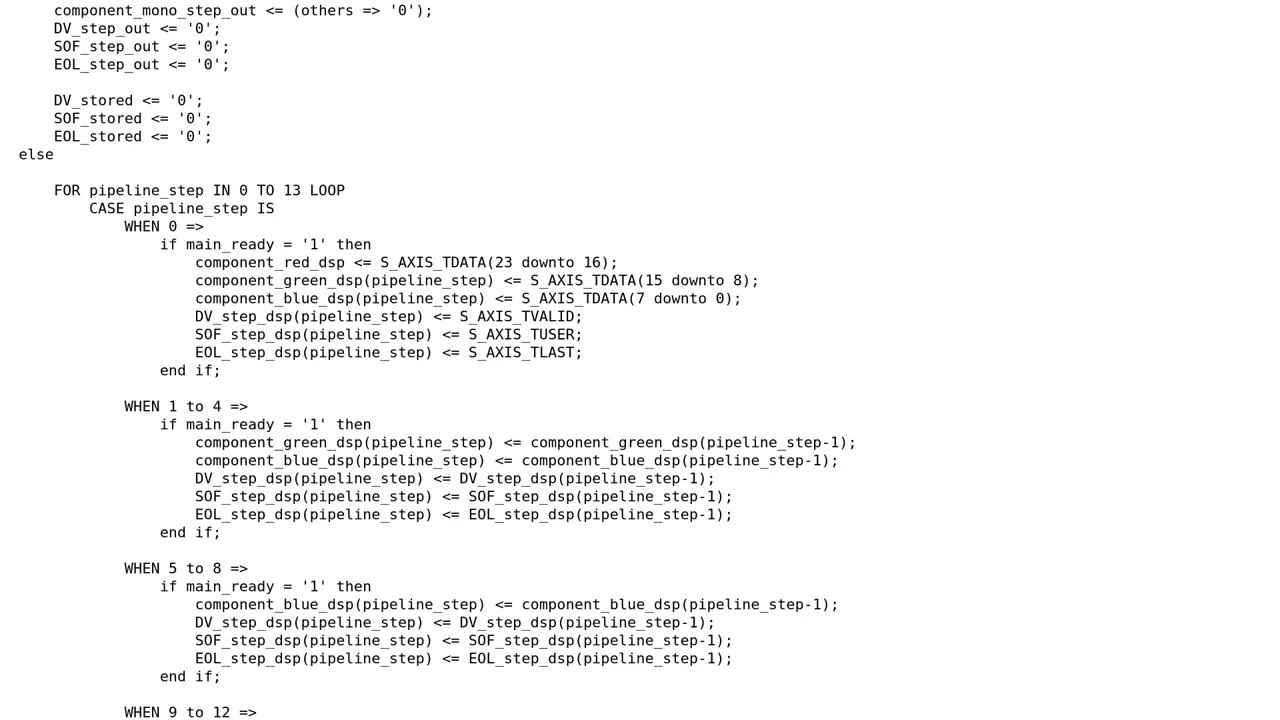 component_mono_step_out <= (others => '0');
DV_step_out <= '0';
SOF_step_out <= '0';
EOL_step_out <= '0';
DV_stored <= '0';
SOF_stored <= '0';
EOL_stored <= '0';
else
FOR pipeline_step IN 0 TO 13 LOOP
CASE pipeline_step IS
WHEN 0 =>
if main_ready = '1' then
component_red_dsp <= S_AXIS_TDATA(23 downto 16);
component_green_dsp(pipeline_step) <= S_AXIS_TDATA(15 downto 8);
component_blue_dsp(pipeline_step) <= S_AXIS_TDATA(7 downto 0);
DV_step_dsp(pipeline_step) <= S_AXIS_TVALID;
SOF_step_dsp(pipeline_step) <= S_AXIS_TUSER;
EOL_step_dsp(pipeline_step) <= S_AXIS_TLAST;
end if;
WHEN 1 to 4 =>
if main_ready = '1' then
component_green_dsp(pipeline_step) <= component_green_dsp(pipeline_step-1);
component_blue_dsp(pipeline_step) <= component_blue_dsp(pipeline_step-1);
DV_step_dsp(pipeline_step) <= DV_step_dsp(pipeline_step-1);
SOF_step_dsp(pipeline_step) <= SOF_step_dsp(pipeline_step-1);
EOL_step_dsp(pipeline_step) <= EOL_step_dsp(pipeline_step-1);
end if;
WHEN 5 to 8 =>
if main_ready = '1' then
component_blue_dsp(pipeline_step) <= component_blue_dsp(pipeline_step-1);
DV_step_dsp(pipeline_step) <= DV_step_dsp(pipeline_step-1);
SOF_step_dsp(pipeline_step) <= SOF_step_dsp(pipeline_step-1);
EOL_step_dsp(pipeline_step) <= EOL_step_dsp(pipeline_step-1);
end if;
WHEN 9 to 12 =>